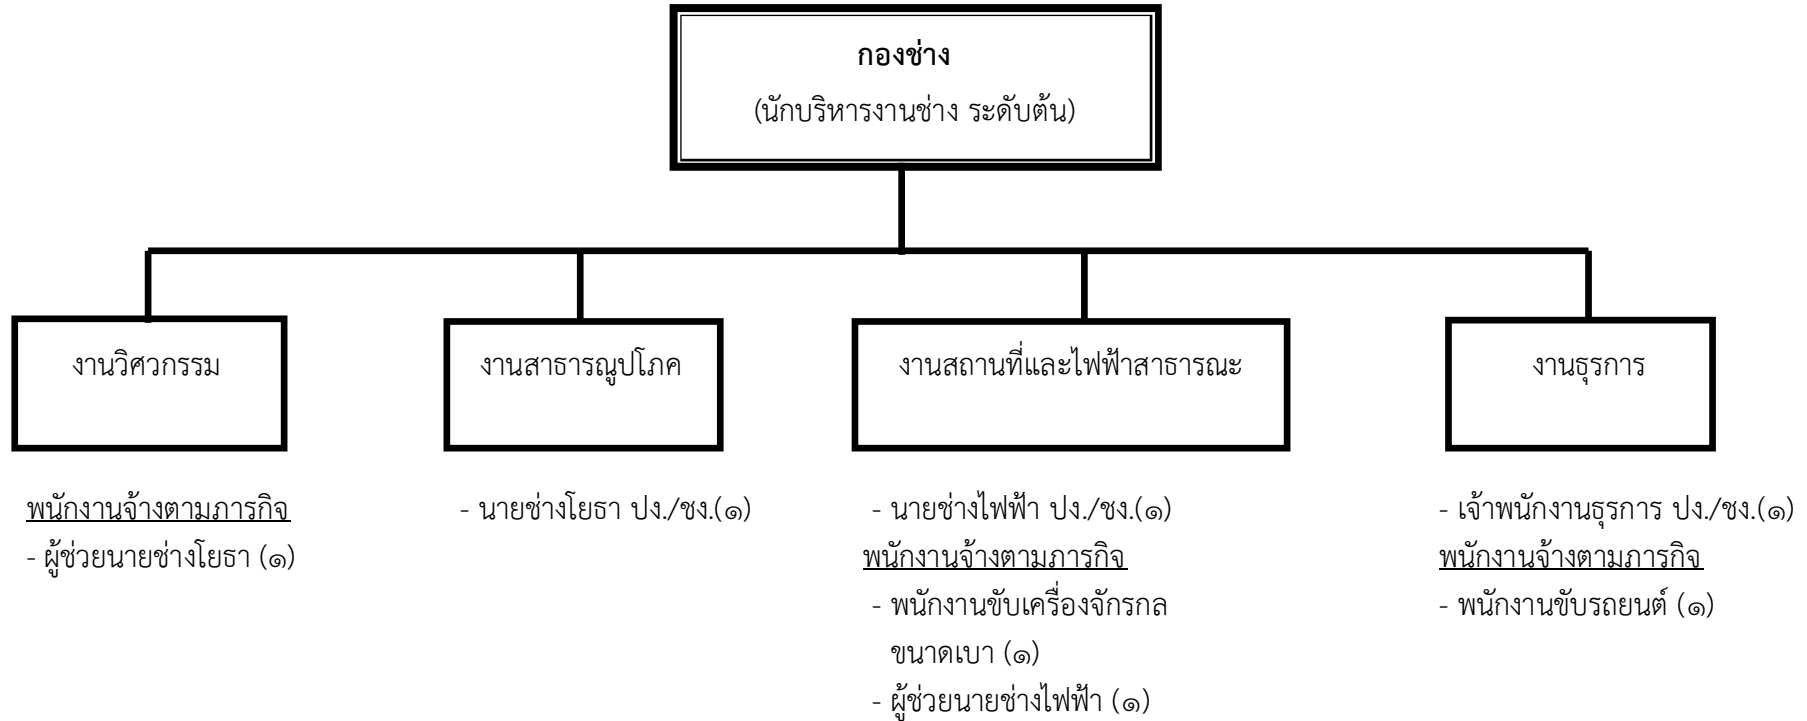 กองช่าง
(นักบริหารงานช่าง ระดับต้น)
งานวิศวกรรม
งานสาธารณูปโภค
งานสถานที่และไฟฟ้าสาธารณะ
งานธุรการ
พนักงานจ้างตามภารกิจ
- ผู้ช่วยนายช่างโยธา (๑)
- นายช่างโยธา ปง./ชง.(๑)
- นายช่างไฟฟ้า ปง./ชง.(๑)
พนักงานจ้างตามภารกิจ
- พนักงานขับเครื่องจักรกล
ขนาดเบา (๑)
- ผู้ช่วยนายช่างไฟฟ้า (๑)
- เจ้าพนักงานธุรการ ปง./ชง.(๑)
พนักงานจ้างตามภารกิจ
- พนักงานขับรถยนต์ (๑)